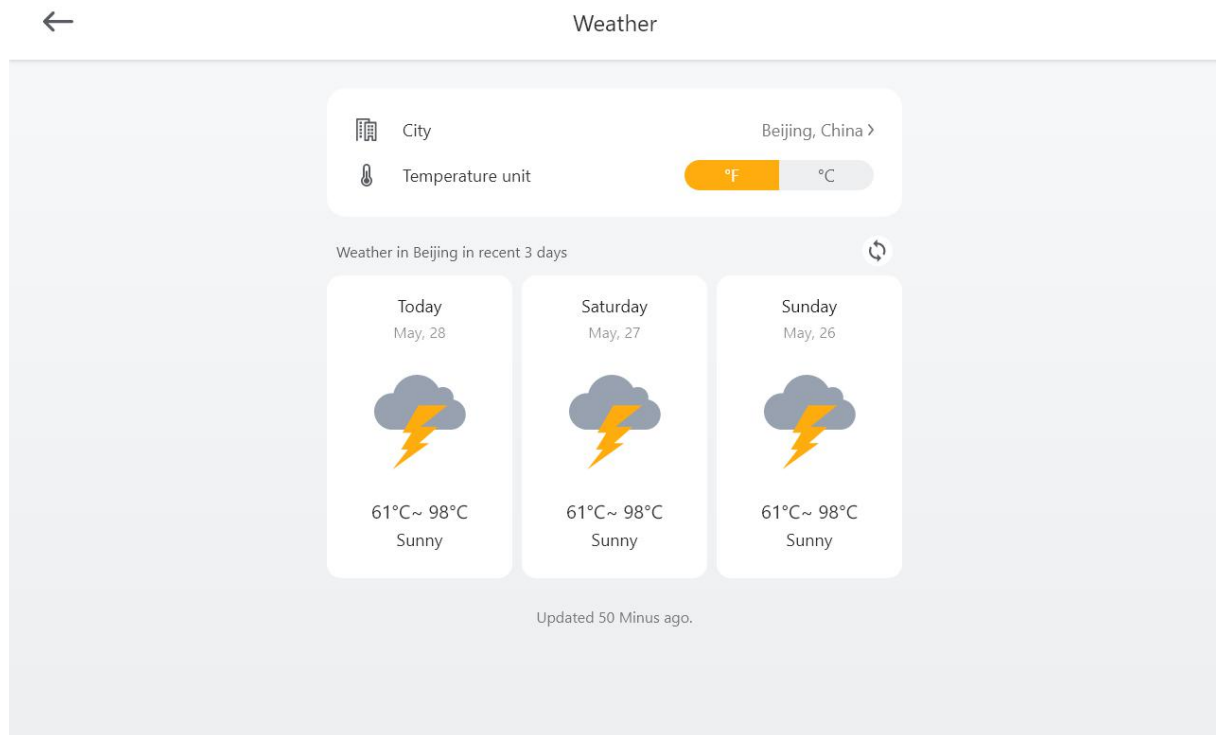 Weather
City
Beijing, China
Temperature unit
°F
°C
Weather in Beijing in recent 3 days
Today
May, 28
61°C~ 98°C
Sunny
Saturday
May, 27
61°C~ 98°C
Sunny
Sunday
May, 26
61°C~ 98°C
Sunny
Updated 50 Minus ago.